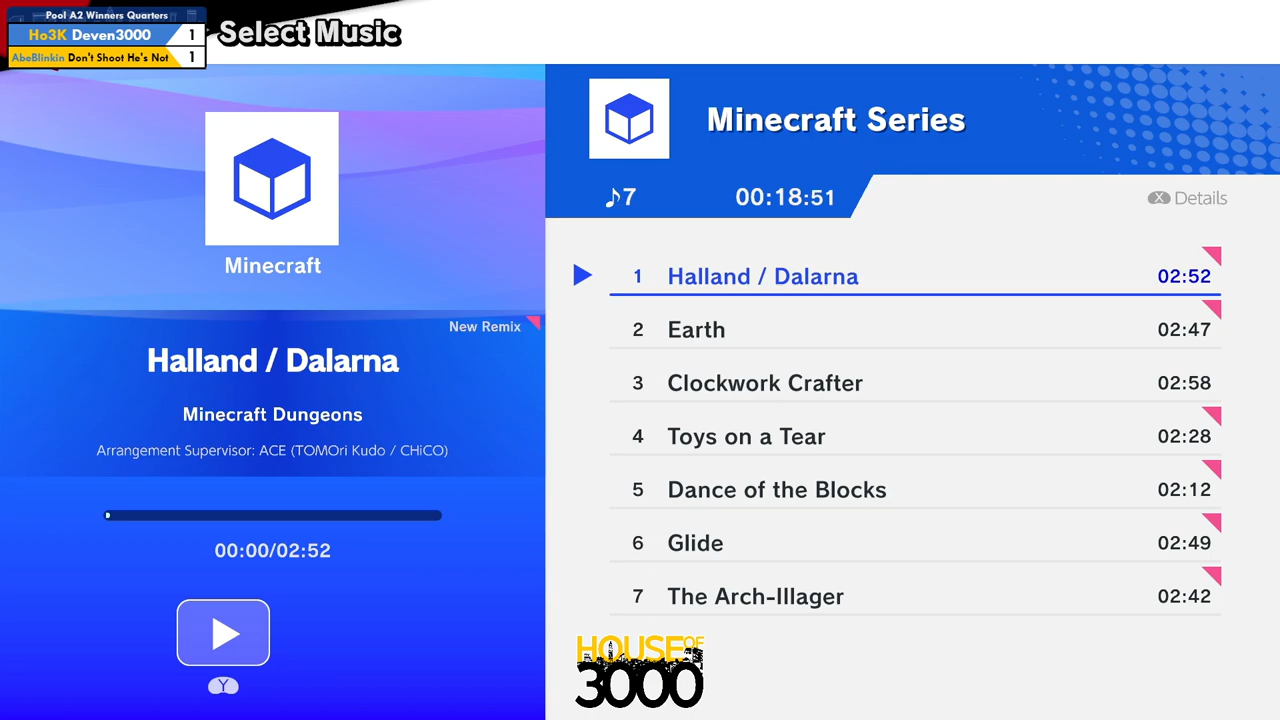 Pool A2 Winners Quarters
Ho3K Deven3000 1
AbeBlinkin Don't Shoot He's Not 1
Select Music
Minecraft
New Remix
Halland / Dalarna
Minecraft Dungeons
Arrangement Supervisor: ACE (TOMOri Kudo / CHiCO)
00:00/02:52
Y
Minecraft Series
♪7 00:18:51
X Details
1 Halland / Dalarna 02:52
2 Earth 02:47
3 Clockwork Crafter 02:58
4 Toys on a Tear 02:28
5 Dance of the Blocks 02:12
6 Glide 02:49
7 The Arch-Illager 02:42
HOUSE OF
3000